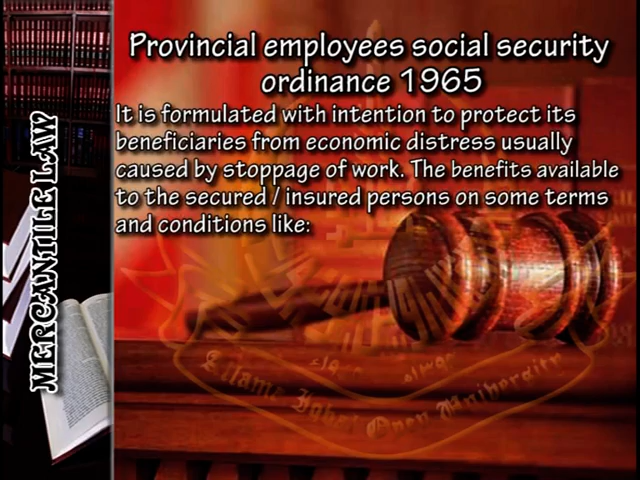 Provincial employees social security
ordinance 1965
It is formulated with intention to protect its
beneficiaries from economic distress usually
caused by stoppage of work. The benefits available
to the secured / insured persons on some terms
and conditions like:
MERCANTILE LAW
Allama Iqbal Open University